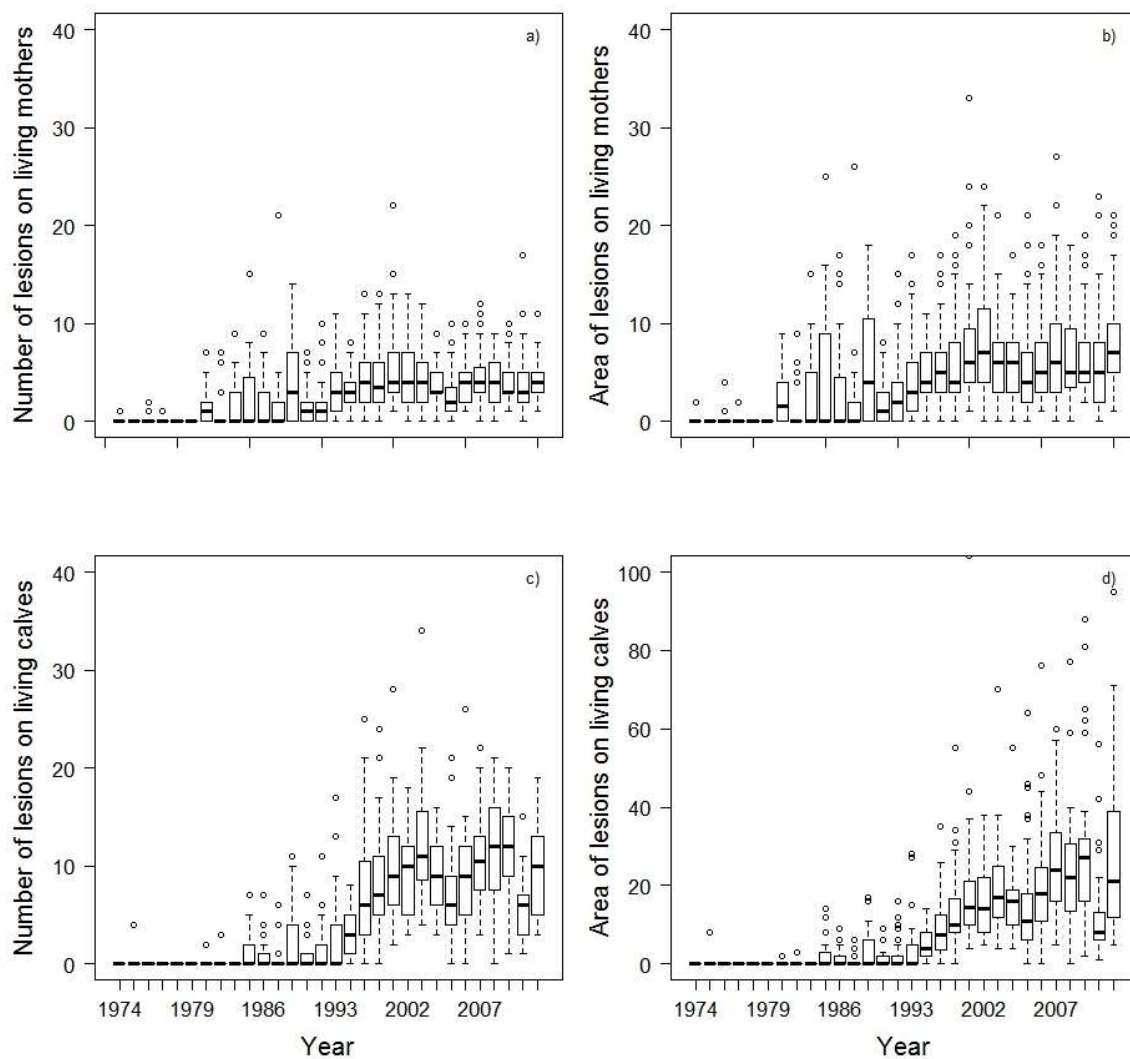 a)
40
30
20
10
0
Number of lesions on living mothers
b)
40
30
20
10
0
Area of lesions on living mothers
c)
40
30
20
10
0
Number of lesions on living calves
1974 1979 1986 1993 2002 2007
Year
d)
100
80
60
40
20
0
Area of lesions on living calves
1974 1979 1986 1993 2002 2007
Year